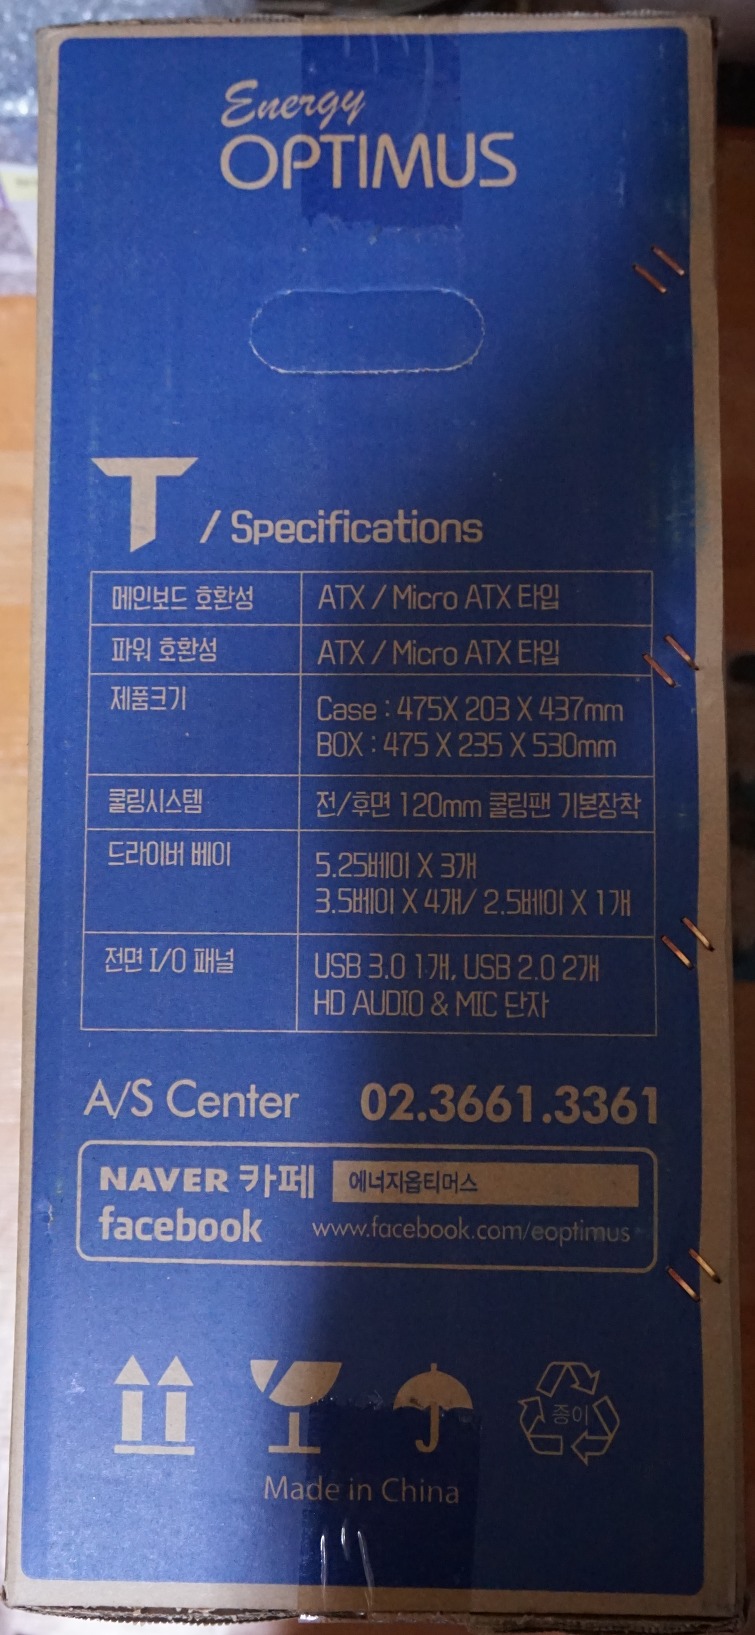 Energy
OPTIMUS
T / Specifications
메인보드 호환성 ATX / Micro ATX 타입
파워 호환성 ATX / Micro ATX 타입
제품크기 Case : 475X 203 X 437mm
BOX : 475 X 235 X 530mm
쿨링시스템 전/후면 120mm 쿨링팬 기본장착
드라이버 베이 5.25베이 X 3개
3.5베이 X 4개/ 2.5베이 X 1개
전면 I/O 패널 USB 3.0 1개, USB 2.0 2개
HD AUDIO & MIC 단자
A/S Center 02.3661.3361
NAVER 카페 에너지옵티머스
facebook www.facebook.com/eoptimus
종이
Made in China